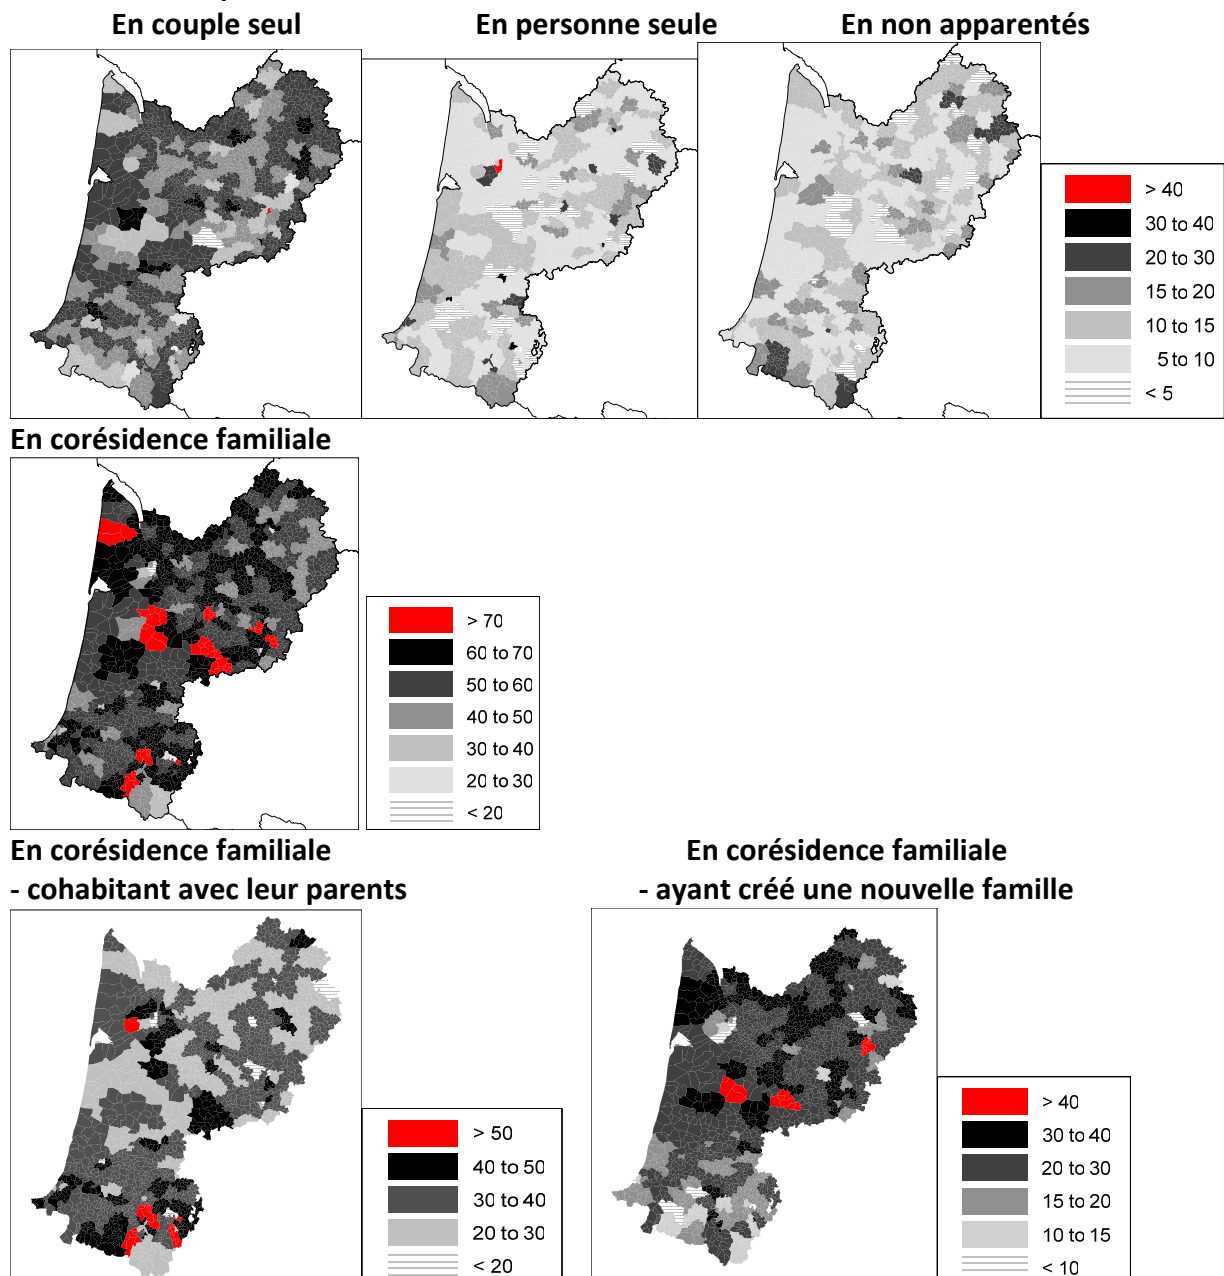 En couple seul
En personne seule
En non apparentés
> 40
30 to 40
20 to 30
15 to 20
10 to 15
5 to 10
< 5
En corésidence familiale
> 70
60 to 70
50 to 60
40 to 50
30 to 40
20 to 30
< 20
En corésidence familiale
- cohabitant avec leur parents
En corésidence familiale
- ayant créé une nouvelle famille
> 50
40 to 50
30 to 40
20 to 30
< 20
> 40
30 to 40
20 to 30
15 to 20
10 to 15
< 10